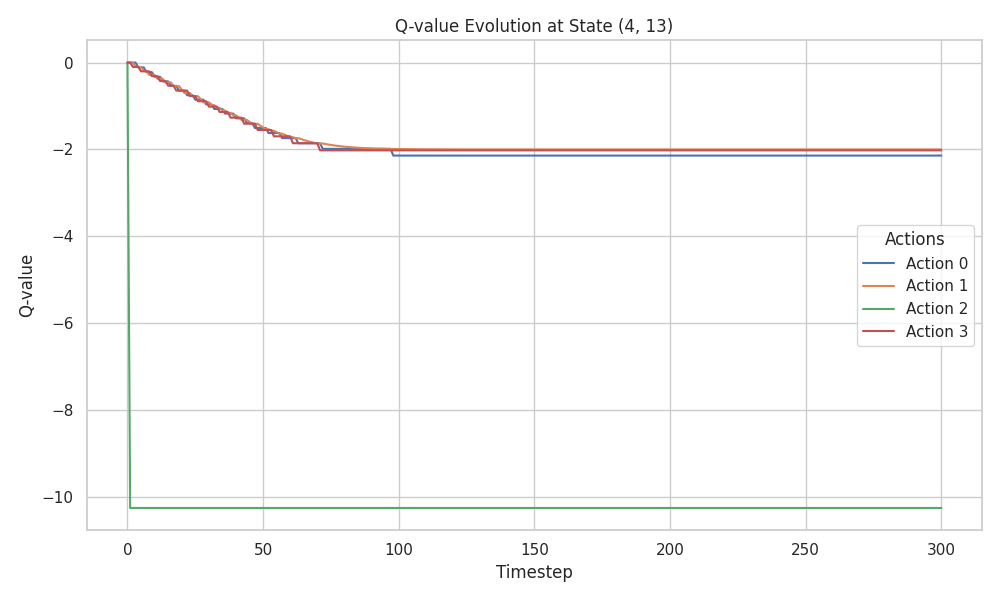 Q-value Evolution at State (4, 13)
Q-value
0
−2
−4
−6
−8
−10
0
50
100
150
200
250
300
Timestep
Actions
Action 0
Action 1
Action 2
Action 3